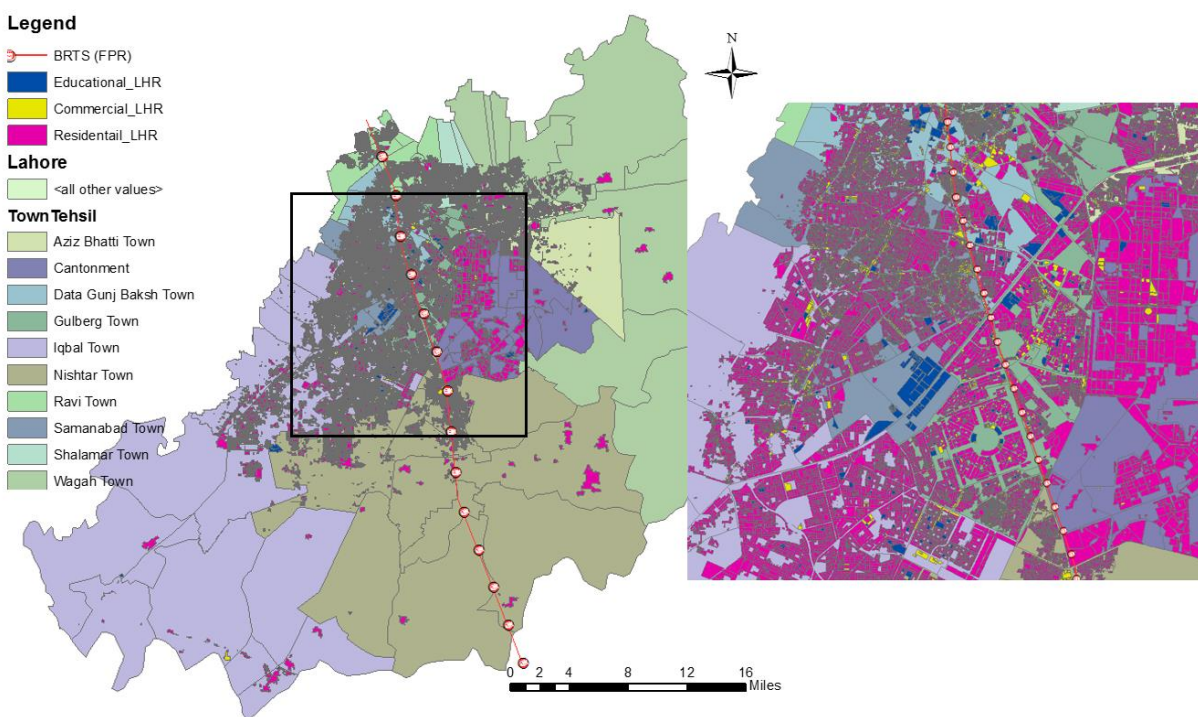 Legend
BRTS (FPR)
Educational_LHR
Commercial_LHR
Residentail_LHR
Lahore
<all other values>
TownTehsil
Aziz Bhatti Town
Cantonment
Data Gunj Baksh Town
Gulberg Town
Iqbal Town
Nishtar Town
Ravi Town
Samanabad Town
Shalamar Town
Wagah Town
N
0 2 4 8 12 16
Miles